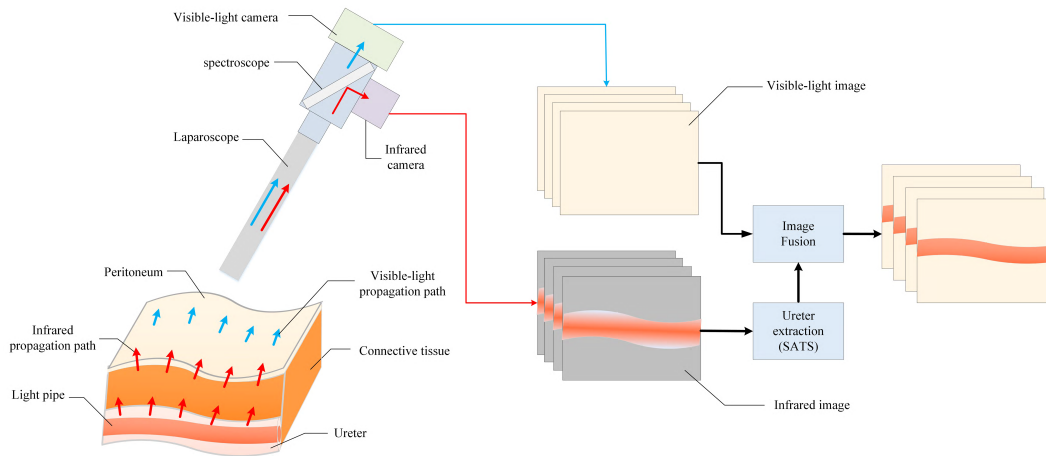 Visible-light camera
spectroscope
Laparoscope
Infrared
camera
Peritoneum
Visible-light
propagation path
Infrared
propagation path
Connective tissue
Light pipe
Ureter
Visible-light image
Image
Fusion
Ureter
extraction
(SATS)
Infrared image